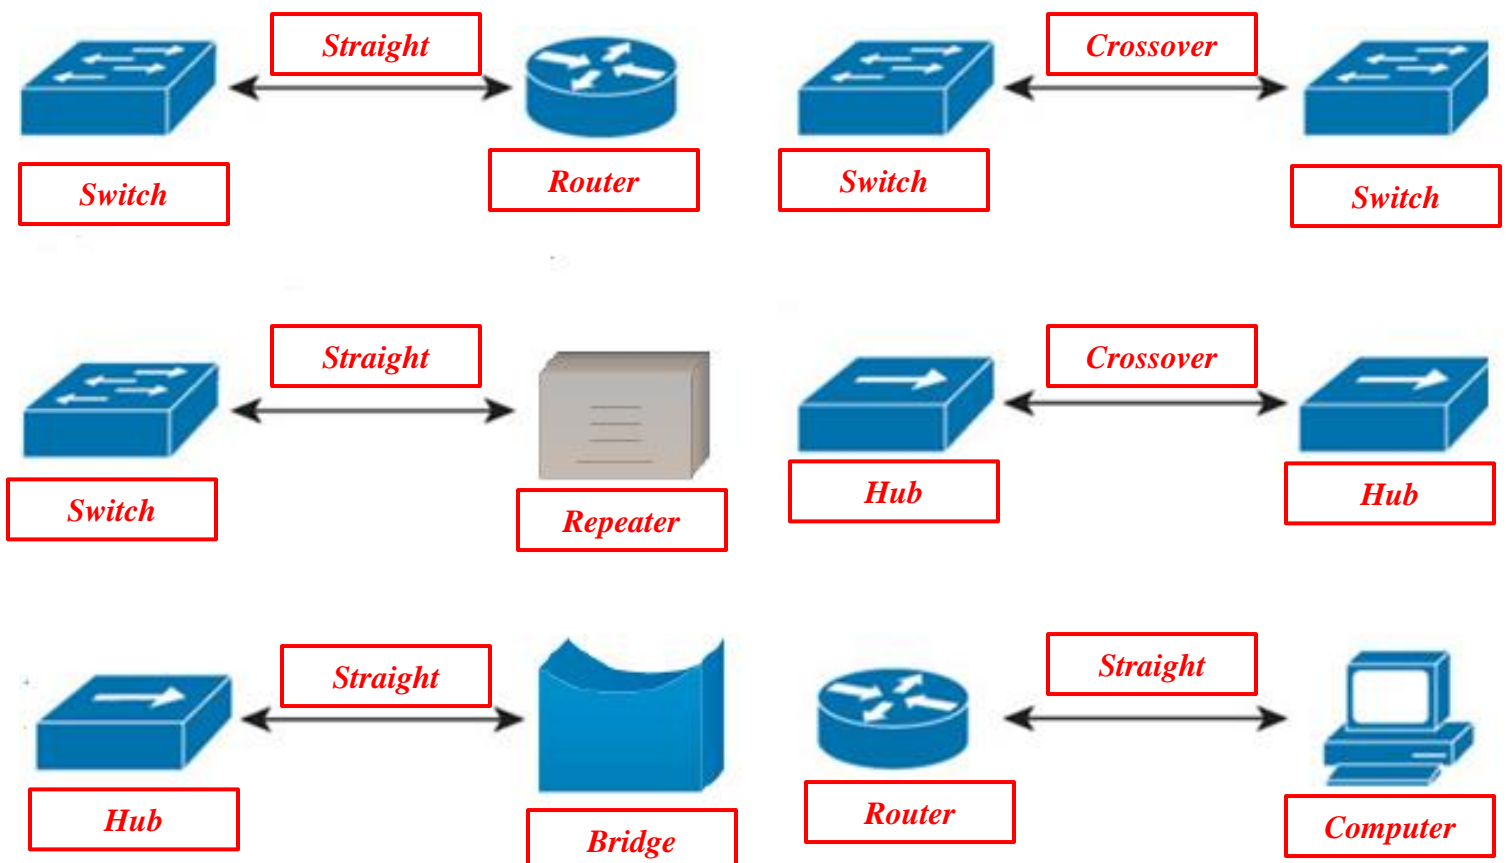 Straight
Switch
Router
Crossover
Switch
Switch
Straight
Switch
Repeater
Crossover
Hub
Hub
Straight
Hub
Bridge
Straight
Router
Computer